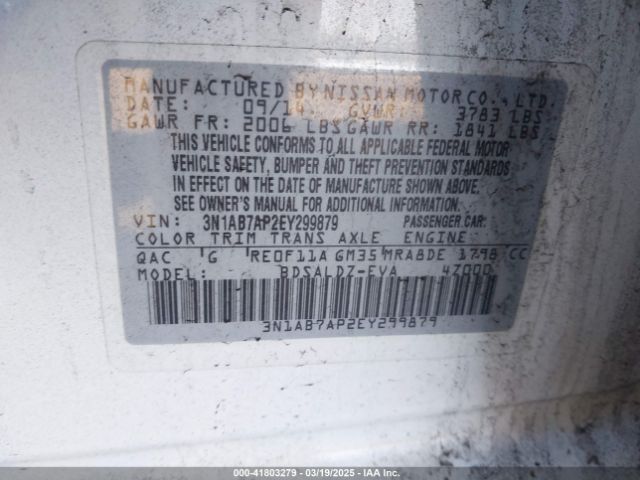 MANUFACTURED BY NISSAN MOTOR CO., LTD.
DATE: 09/14 GVWR: 3783 LBS
GAWR FR: 2006 LBS GAWR RR: 1841 LBS
THIS VEHICLE CONFORMS TO ALL APPLICABLE FEDERAL MOTOR
VEHICLE SAFETY, BUMPER AND THEFT PREVENTION STANDARDS
IN EFFECT ON THE DATE OF MANUFACTURE SHOWN ABOVE.
SEE OWNER'S MANUAL FOR ADDITIONAL INFORMATION.
VIN: 3N1AB7AP2EY299879 PASSENGER CAR
COLOR TRIM TRANS AXLE ENGINE
QAC G RE0F11A GM35 MRA8DE 1798 CC
MODEL: BDSALDZ-EVA 4Z000
3N1AB7AP2EY299879
000-41803279 - 03/19/2025 - IAA Inc.